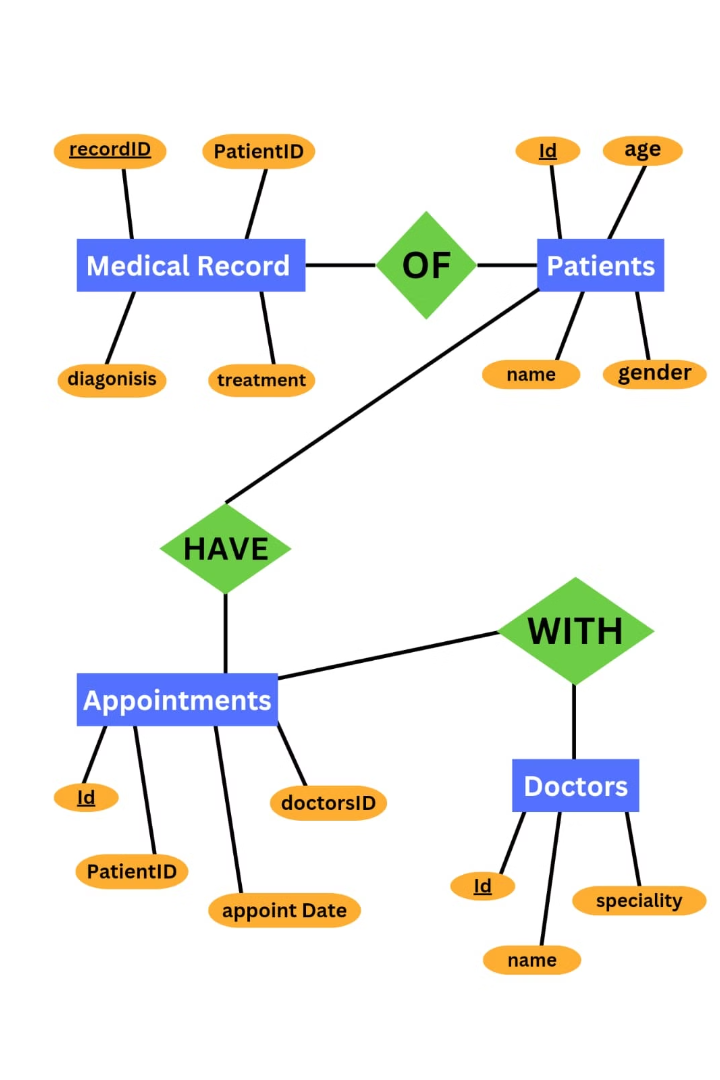 recordID
PatientID
Id
age
Medical Record
OF
Patients
diagonisis
treatment
name
gender
HAVE
WITH
Appointments
Doctors
Id
doctorsID
PatientID
appoint Date
Id
speciality
name